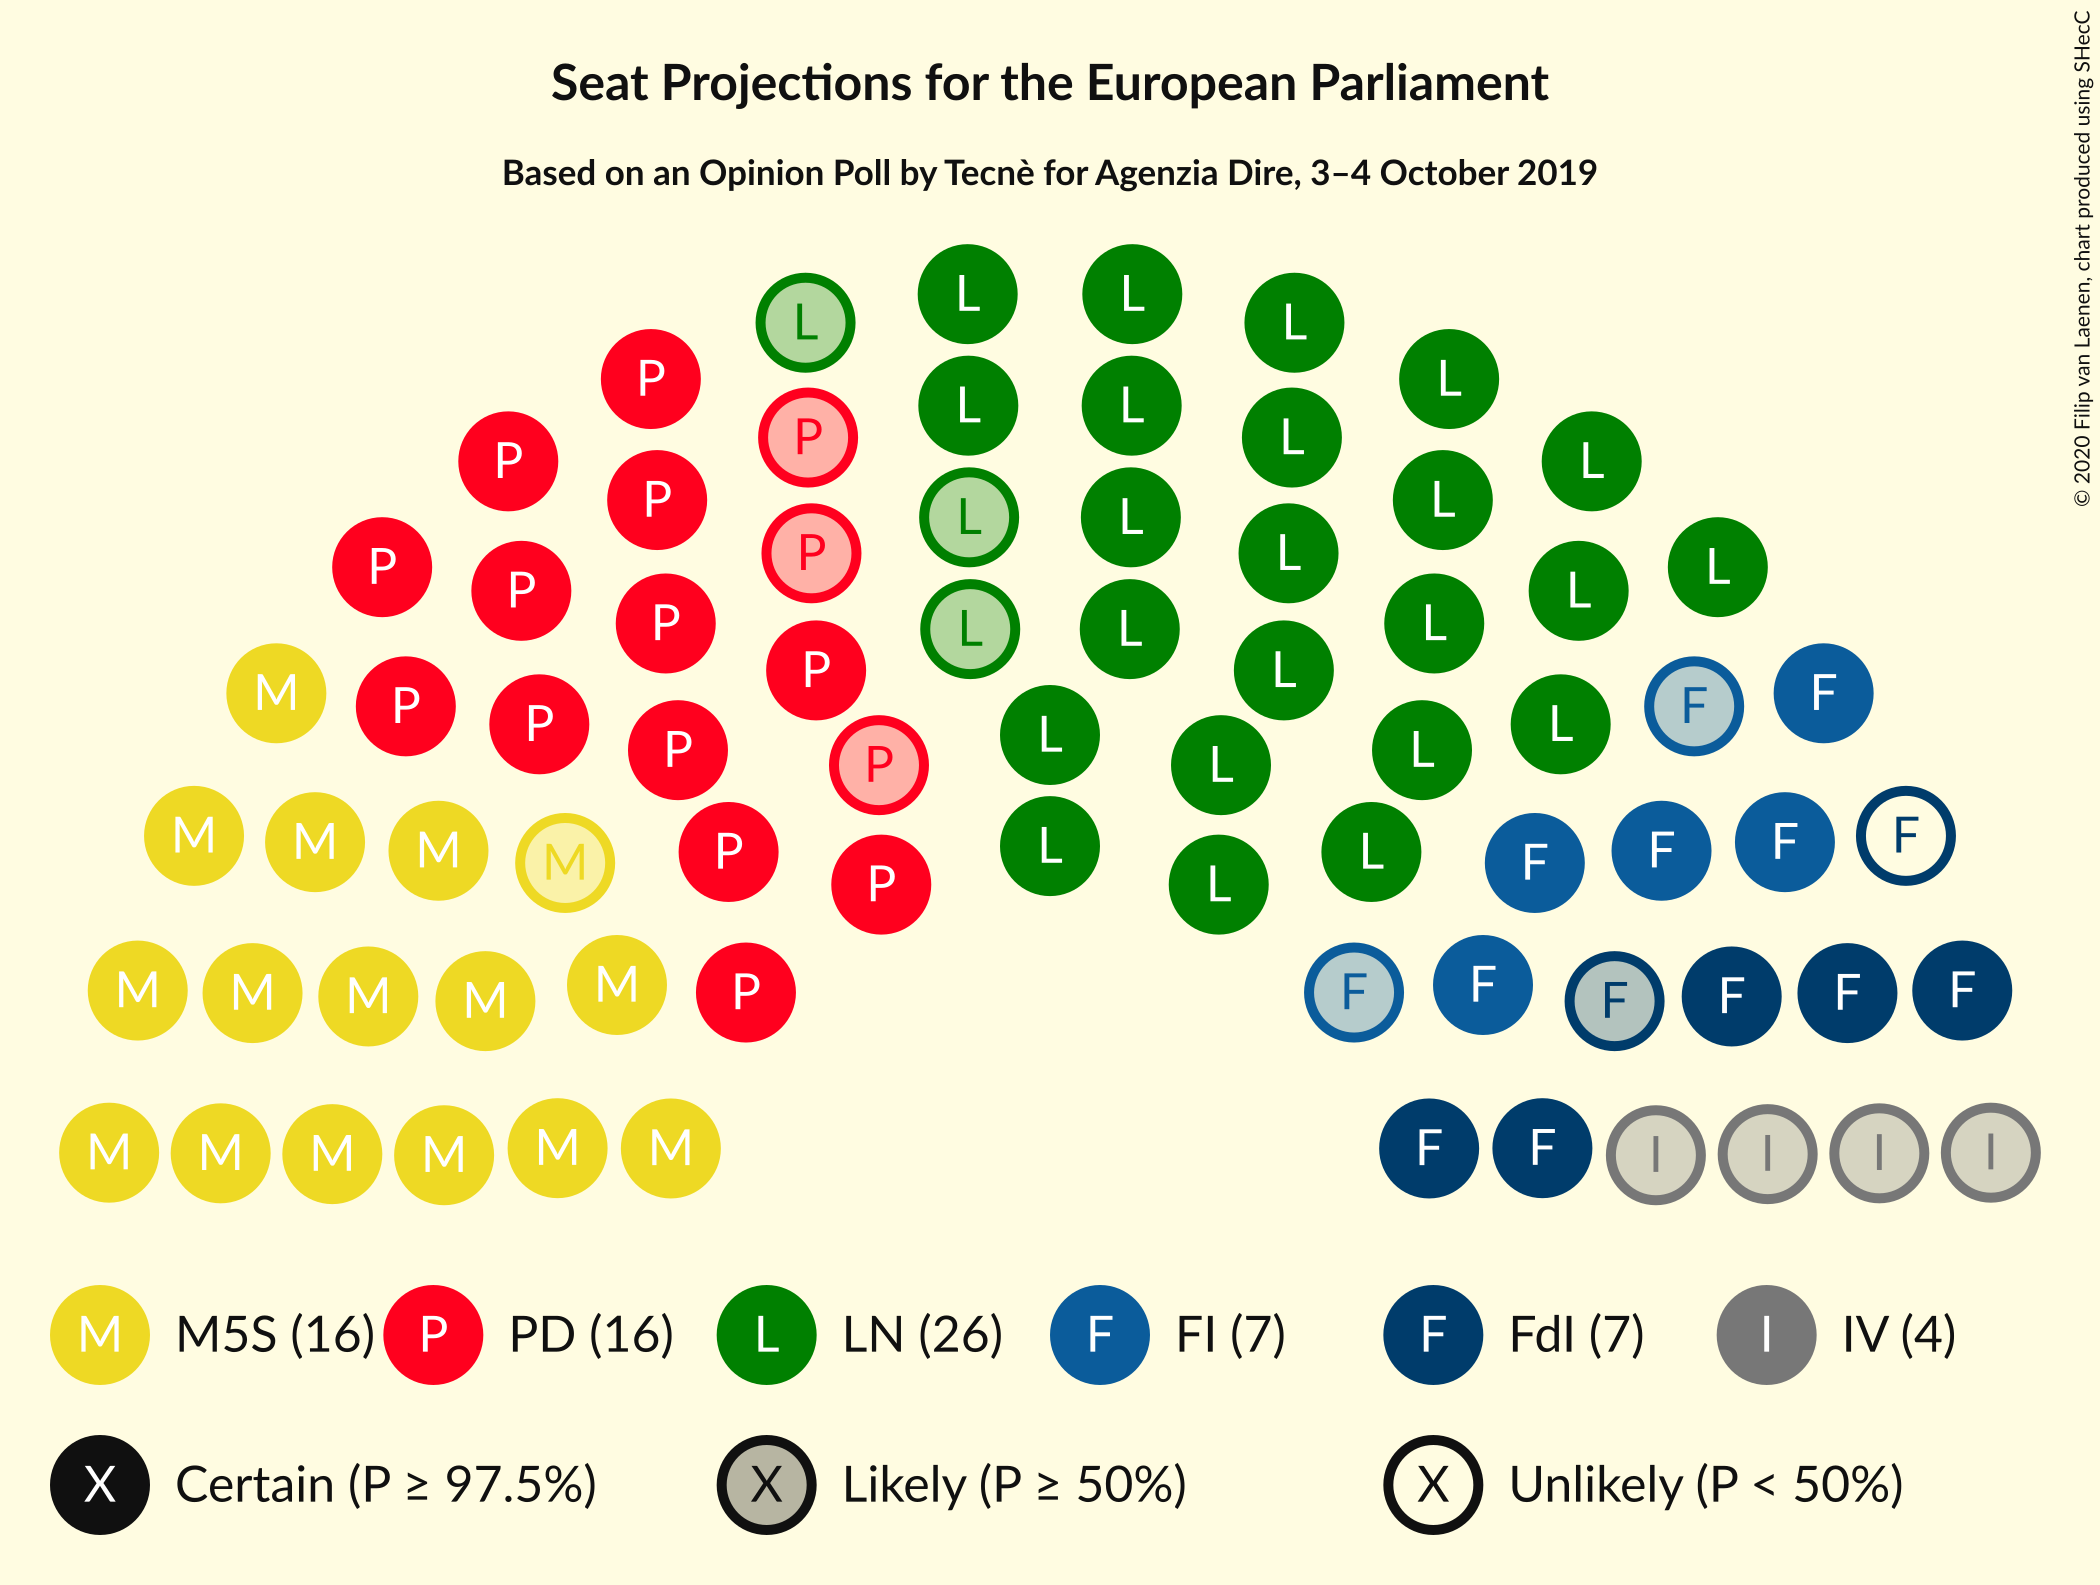 Seat Projections for the European Parliament
Based on an Opinion Poll by Tecnè for Agenzia Dire, 3–4 October 2019
© 2020 Filip van Laenen, chart produced using SHecC
L L L L
P L
P L L L P
P L
P L L L L
P L
P P L L P
P L L L L
M P F F
P P L L
P L L
P L
M M M M F F F F
P L L L
P L
M M M M M P F F F F F F
M M M M M M F F I I I I
M M5S (16) P PD (16) L LN (26) F FI (7) F FdI (7) I IV (4)
X Certain (P ≥ 97.5%) X Likely (P ≥ 50%) X Unlikely (P < 50%)